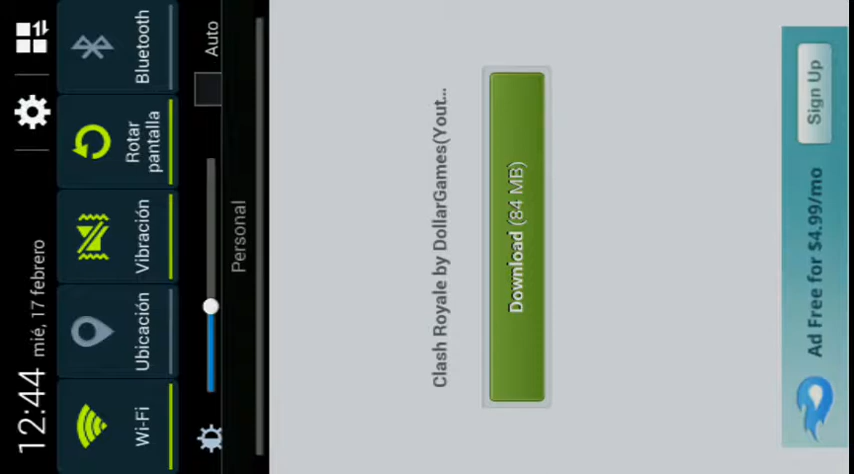 12:44 mié, 17 febrero
Wi-Fi
Ubicación
Vibración
Rotar
pantalla
Bluetooth
Auto
Personal
Clash Royale by DollarGames(Yout...
Download (84 MB)
Ad Free for $4.99/mo
Sign Up